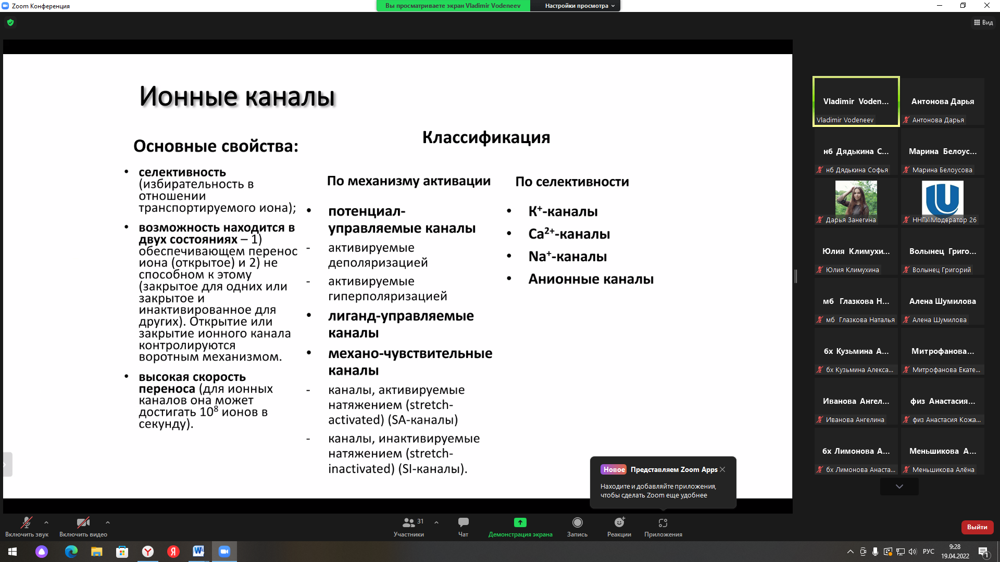 Zoom Конференция
Вы просматриваете экран Vladimir Vodeneev
Настройки просмотра
Вид
Ионные каналы
Основные свойства:
• селективность
(избирательность в
отношении
транспортируемого иона);
• возможность находится в
двух состояниях – 1)
обеспечивающем перенос
иона (открытое) и 2) не
способном к этому
(закрытое для одних или
закрытое и
инактивированное для
других). Открытие или
закрытие ионного канала
контролируются
воротным механизмом.
• высокая скорость
переноса (для ионных
каналов она может
достигать 10⁸ ионов в
секунду).
Классификация
По механизму активации
• потенциал-
управляемые каналы
- активируемые
деполяризацией
- активируемые
гиперполяризацией
• лиганд-управляемые
каналы
• механо-чувствительные
каналы
- каналы, активируемые
натяжением (stretch-
activated) (SA-каналы)
- каналы, инактивируемые
натяжением (stretch-
inactivated) (SI-каналы).
По селективности
• K⁺-каналы
• Ca²⁺-каналы
• Na⁺-каналы
• Анионные каналы
Vladimir Voden...
Vladimir Vodeneev
Антонова Дарья
Антонова Дарья
нб Дядькина С...
нб Дядькина Софья
Марина Белоус...
Марина Белоусова
Дарья Занегина
ННГУ Модератор 26
Юлия Климухи...
Юлия Климухина
Волынец Григо...
Волынец Григорий
мб Глазкова Н...
мб Глазкова Наталья
Алена Шумилова
Алена Шумилова
бх Кузьмина А...
бх Кузьмина Алекса...
Митрофанова...
Митрофанова Екате...
Иванова Ангел...
Иванова Ангелина
физ Анастасия...
физ Анастасия Кожа...
бх Лимонова А...
бх Лимонова Анаста...
Меньшикова А...
Меньшикова Алёна
Новое Представляем Zoom Apps
Находите и добавляйте приложения,
чтобы сделать Zoom еще удобнее
Включить звук
Включить видео
31
Участники
Чат
Демонстрация экрана
Запись
Реакции
Приложения
Выйти
РУС
9:28
19.04.2022
1